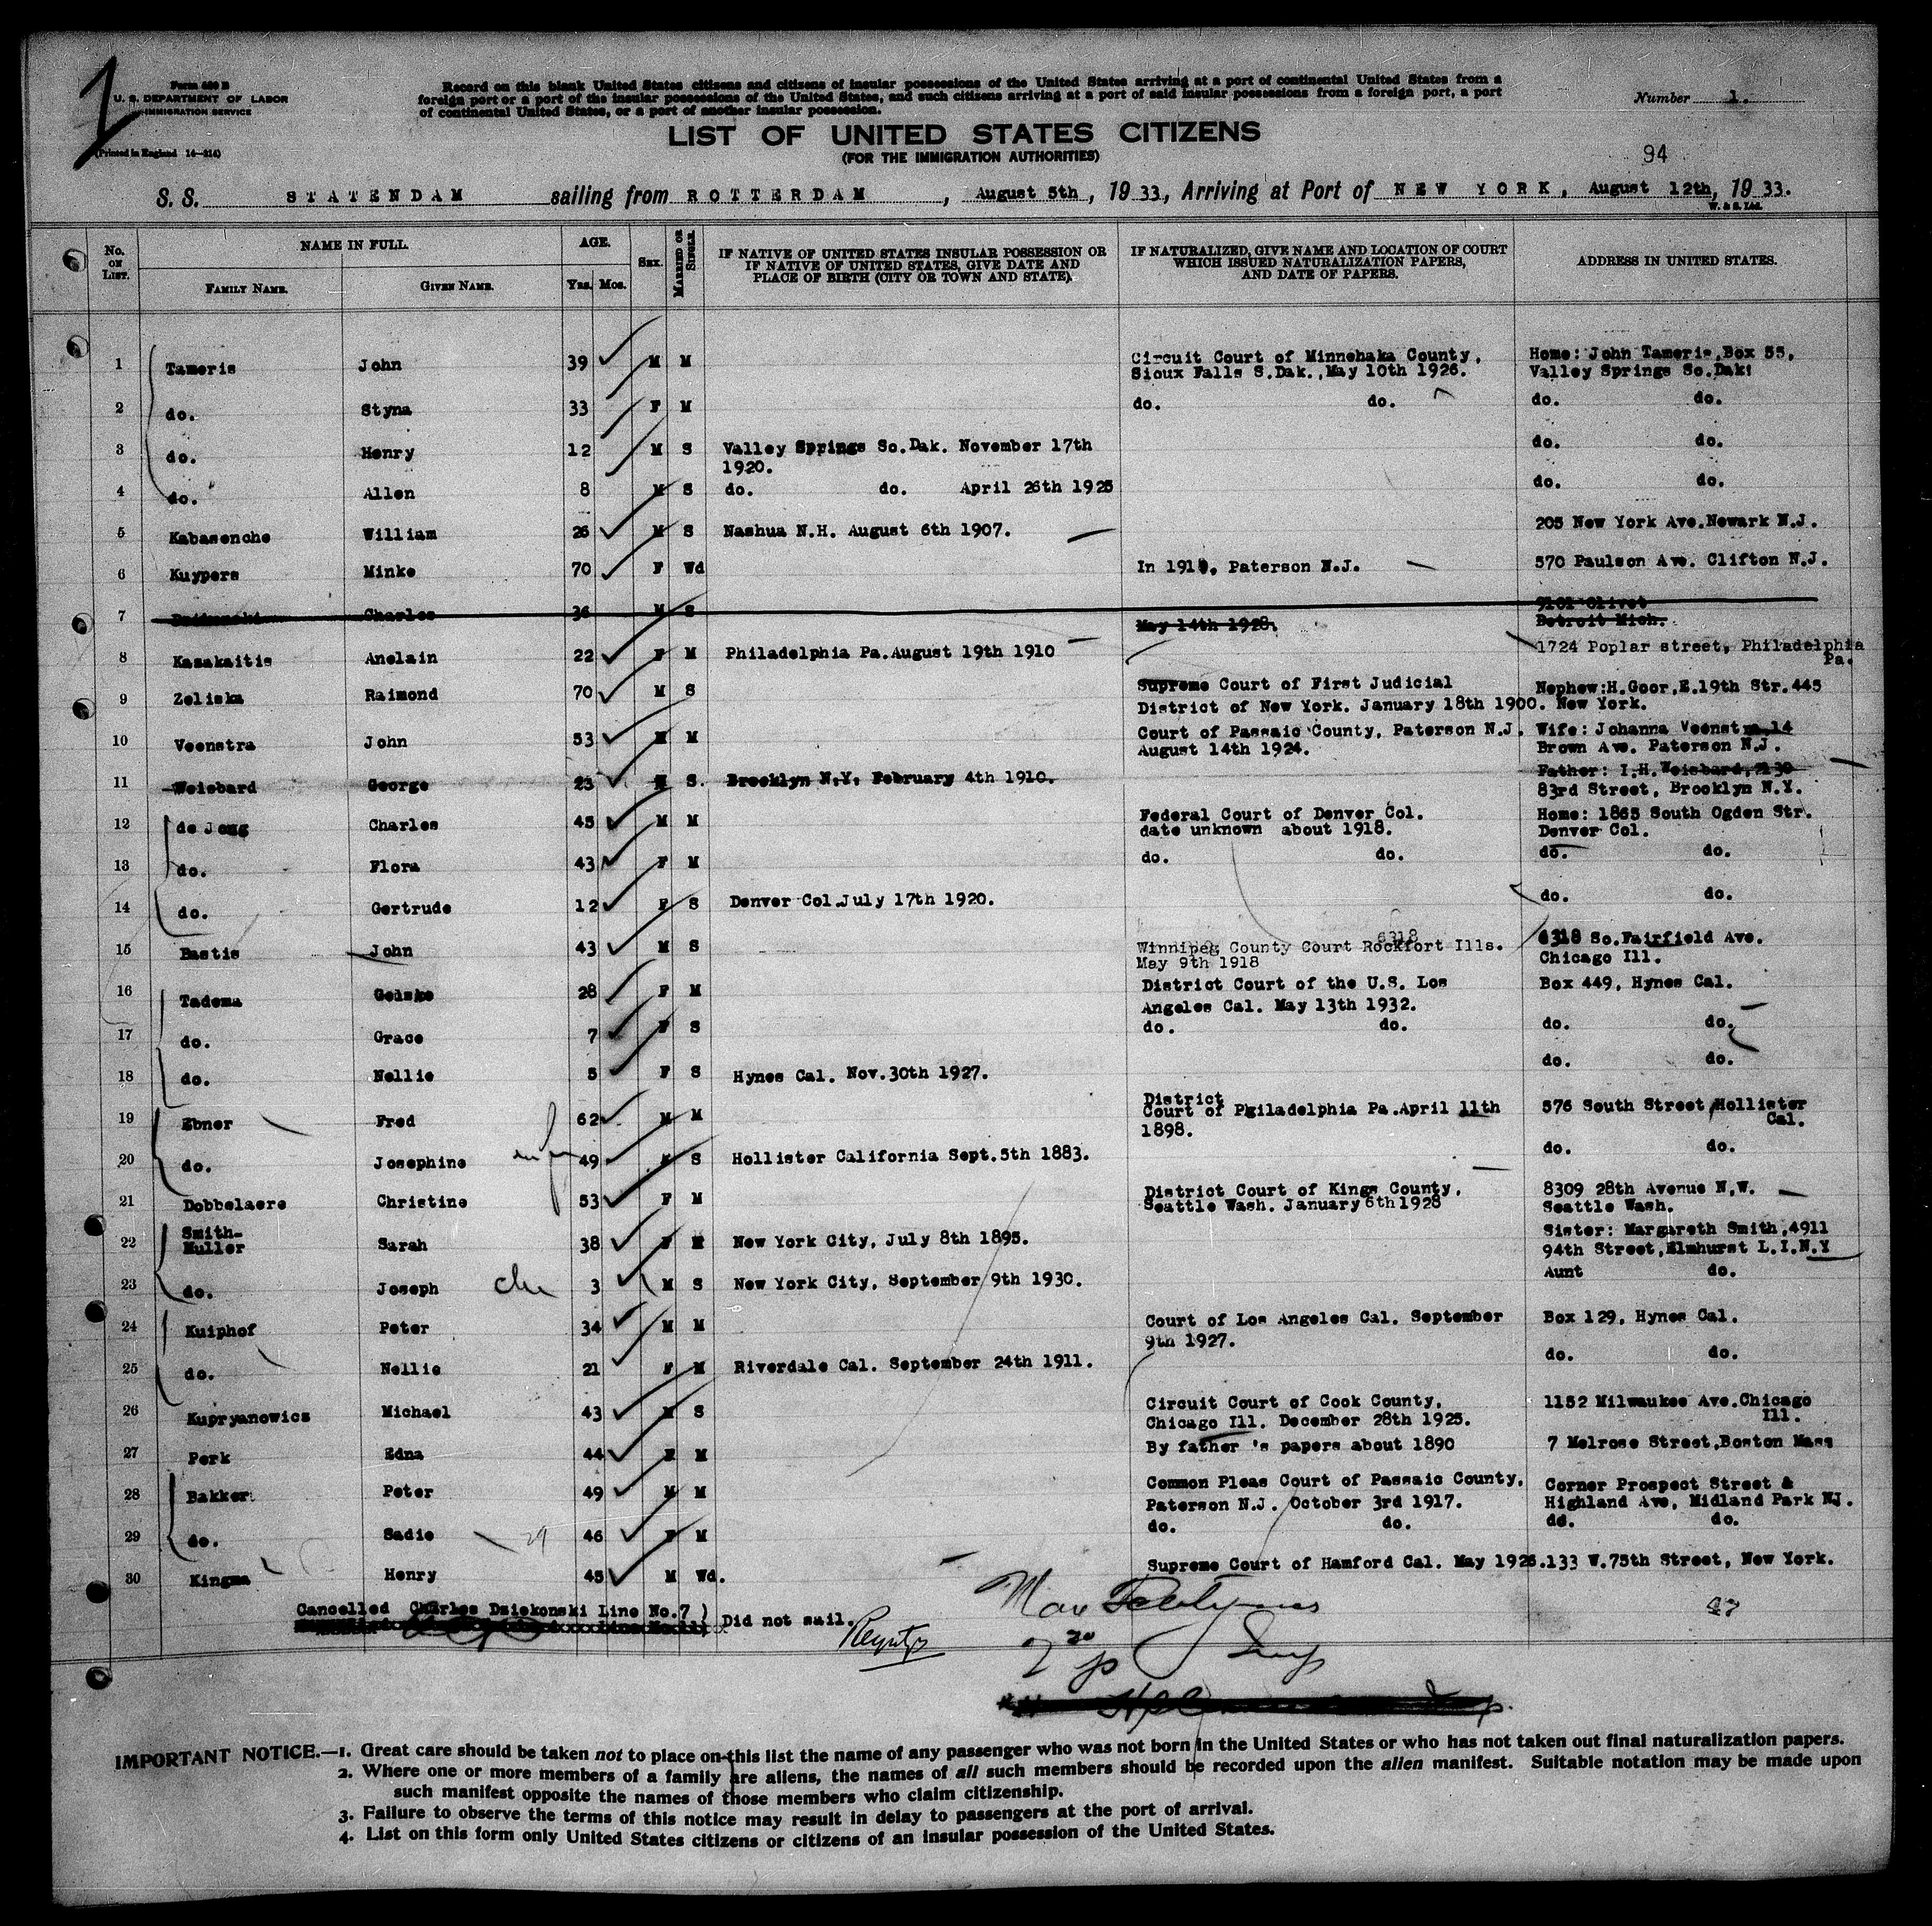 1
Form 630 B
U. S. DEPARTMENT OF LABOR
IMMIGRATION SERVICE
(Printed in England 14—214)
Record on this blank United States citizens and citizens of insular possessions of the United States arriving at a port of continental United States from a
foreign port or a port of the insular possessions of the United States, and such citizens arriving at a port of said insular possessions from a foreign port, a port
of continental United States, or a port of another insular possession.
Number 1.
LIST OF UNITED STATES CITIZENS
(FOR THE IMMIGRATION AUTHORITIES)
94
S. S. STATENDAM sailing from ROTTERDAM, August 5th, 1933, Arriving at Port of NEW YORK, August 12th, 1933.
W. & S. Ltd.
No. ON LIST. NAME IN FULL. FAMILY NAME. GIVEN NAME. AGE. Yrs. Mos. SEX. MARRIED OR SINGLE. IF NATIVE OF UNITED STATES INSULAR POSSESSION OR IF NATIVE OF UNITED STATES, GIVE DATE AND PLACE OF BIRTH (CITY OR TOWN AND STATE). IF NATURALIZED, GIVE NAME AND LOCATION OF COURT WHICH ISSUED NATURALIZATION PAPERS, AND DATE OF PAPERS. ADDRESS IN UNITED STATES.
1 Tameris John 39 M M Circuit Court of Minnehaka County, Home: John Tameris, Box 55,
Sioux Falls S.Dak., May 10th 1926. Valley Springs So.Dak!
2 do. Styna 33 F M do. do. do. do.
3 do. Henry 12 M S Valley Springs So.Dak. November 17th do. do.
1920.
4 do. Allen 8 M S do. do. April 26th 1925 do. do.
5 Kabasenche William 26 M S Nashua N.H. August 6th 1907. 205 New York Ave.Newark N.J.
6 Kuypers Minke 70 F Wd In Paterson N.J. 570 Paulson Ave. Clifton N.J.
7 Charles 36 M S May 14th 1928. Olivet
Detroit Mich.
8 Kazakaitis Anelain 22 F M Philadelphia Pa.August 19th 1910 1724 Poplar street, Philadelphia
Pa.
9 Zeliska Raimond 70 M S Supreme Court of First Judicial Nephew:H.Goor,E.19th Str.445
District of New York. January 18th 1900. New York.
10 Veenstra John 53 M M Court of Passaic County, Paterson N.J. Wife: Johanna Veenstra,14
August 14th 1924. Brown Ave. Paterson N.J.
11 Weisbard George 23 M S. Brooklyn N.Y. February 4th 1910. Father: I.H.Weisbard, 2130
83rd Street, Brooklyn N.Y.
12 de Jong Charles 45 M M Federal Court of Denver Col. Home: 1865 South Ogden Str.
date unknown about 1918. Denver Col.
13 do. Flora 43 F M do. do. do. do.
14 do. Gertrude 12 F S Denver Col.July 17th 1920. do. do.
6318
15 Bastis John 43 M S Winnipeg County Court Rockfort Ills. 6318 So.Fairfield Ave.
May 9th 1918 Chicago Ill.
16 Tadema Gelske 28 F M District Court of the U.S. Los Box 449, Hynes Cal.
Angeles Cal. May 13th 1932.
17 do. Grace 7 F S do. do. do. do.
18 do. Nellie 5 F S Hynes Cal. Nov.30th 1927. do. do.
19 Ebner Fred 62 M M District
Court of Philadelphia Pa.April 11th 576 South Street,Hollister
1898. Cal.
20 do. Josephine 49 S Hollister California Sept.5th 1883. do. do.
21 Dobbelaere Christine 53 F M District Court of Kings County, 8309 28th Avenue N.W.
Seattle Wash. January 6th 1928 Seattle Wash.
22 Smith-
Muller Sarah 38 F M New York City, July 8th 1895. Sister: Margareth Smith,4911
94th Street,Elmhurst L.I.N.Y
23 do. Joseph 3 M S New York City, September 9th 1930. Aunt do.
24 Kuiphof Peter 34 M M Court of Los Angeles Cal. September Box 129, Hynes Cal.
9th 1927.
25 do. Nellie 21 F M Riverdale Cal. September 24th 1911. do. do.
26 Kupryanowics Michael 43 M S Circuit Court of Cook County, 1152 Milwaukee Ave.Chicago
Chicago Ill. December 28th 1925. Ill.
27 Perk Edna 44 F M By father 's papers about 1890 7 Melrose Street,Boston Mass
28 Bakker Peter 49 M M Common Pleas Court of Passaic County, Corner Prospect Street &
Paterson N.J. October 3rd 1917. Highland Ave, Midland Park NJ.
29 do. Sadie 29 46 F M do. do. dd. do.
30 Kingma Henry 45 M Wd. Supreme Court of Hamford Cal. May 1926. 133 W.75th Street, New York.
Cancelled Charles Dziekonski Line No.7 ) Did not sail.
47
IMPORTANT NOTICE.—1. Great care should be taken not to place on this list the name of any passenger who was not born in the United States or who has not taken out final naturalization papers.
2. Where one or more members of a family are aliens, the names of all such members should be recorded upon the alien manifest. Suitable notation may be made upon
such manifest opposite the names of those members who claim citizenship.
3. Failure to observe the terms of this notice may result in delay to passengers at the port of arrival.
4. List on this form only United States citizens or citizens of an insular possession of the United States.